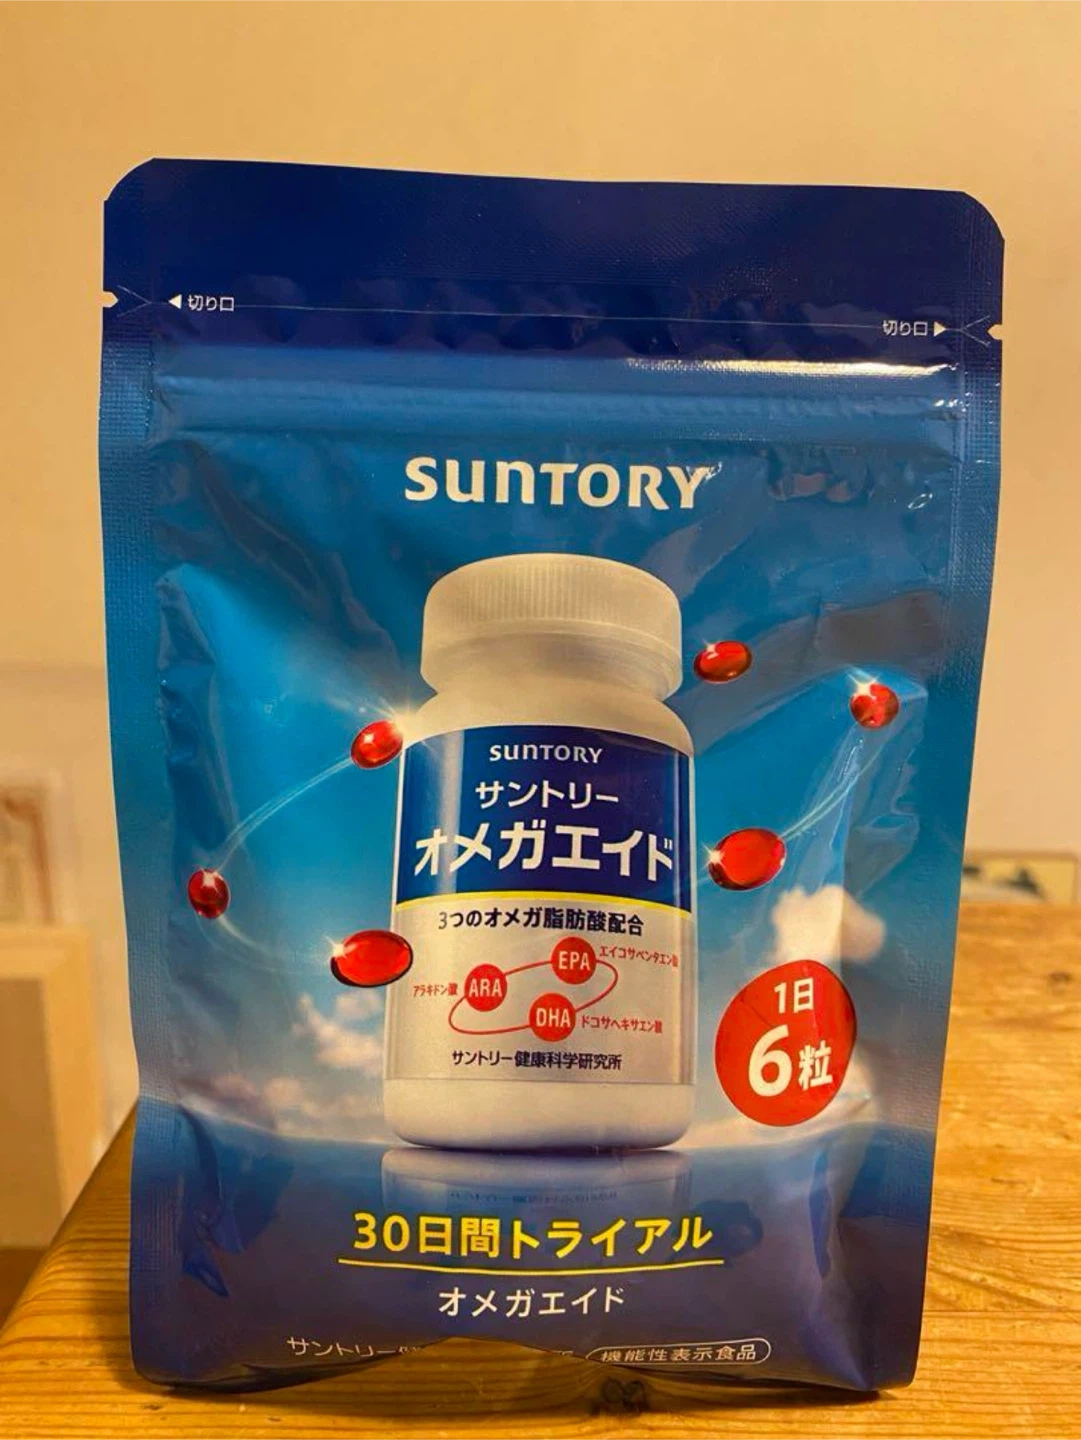 ◀切り口
切り口▶
SUNTORY
SUNTORY
サントリー
オメガエイド
3つのオメガ脂肪酸配合
EPA エイコサペンタエン酸
アラキドン酸 ARA
DHA ドコサヘキサエン酸
サントリー健康科学研究所
1日
6粒
30日間トライアル
オメガエイド
サントリー
機能性表示食品